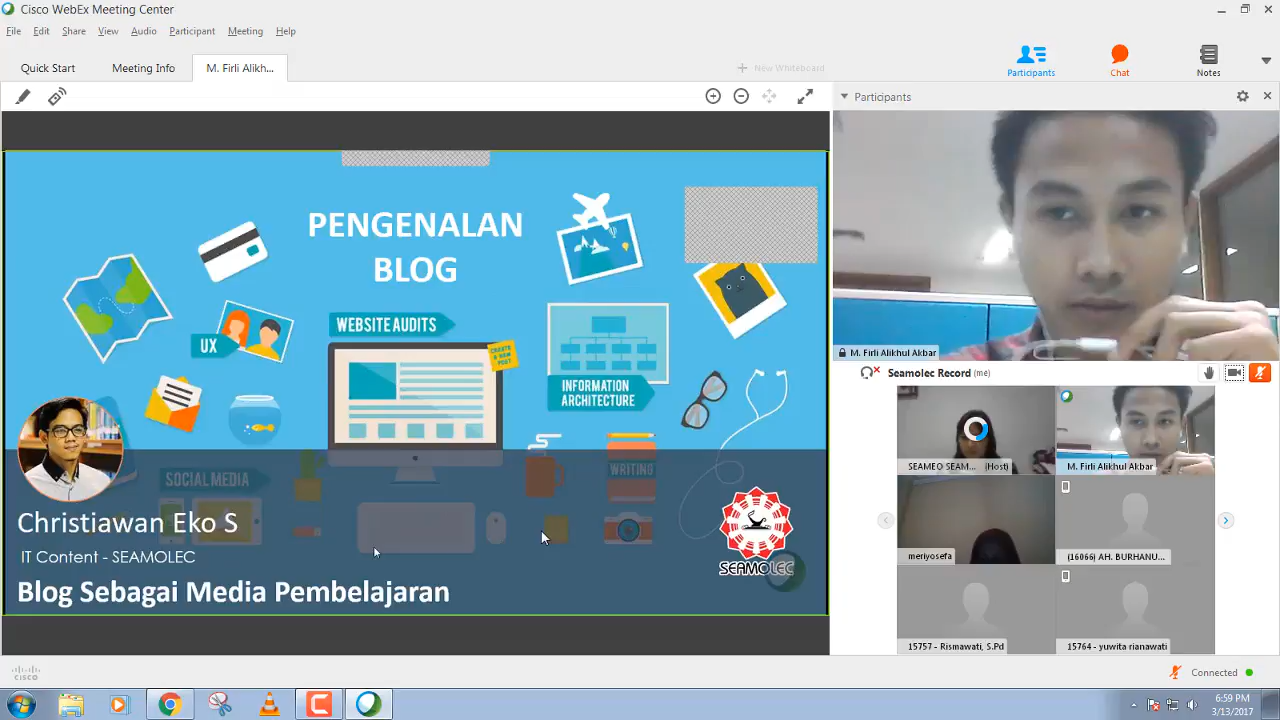 Cisco WebEx Meeting Center
File Edit Share View Audio Participant Meeting Help
Quick Start
Meeting Info
M. Firli Alikh...
New Whiteboard
Participants
Chat
Notes
Participants
PENGENALAN
BLOG
UX
WEBSITE AUDITS
CREATE
A NEW
POST
INFORMATION
ARCHITECTURE
SOCIAL MEDIA
WRITING
Christiawan Eko S
IT Content - SEAMOLEC
Blog Sebagai Media Pembelajaran
SEAMOLEC
M. Firli Alikhul Akbar
Seamolec Record (me)
SEAMEO SEAM... (Host)
M. Firli Alikhul Akbar
meriyosefa
(16066) AH. BURHANU...
15757 - Rismawati, S.Pd
15764 - yuwita rianawati
cisco
Connected
6:59 PM
3/13/2017